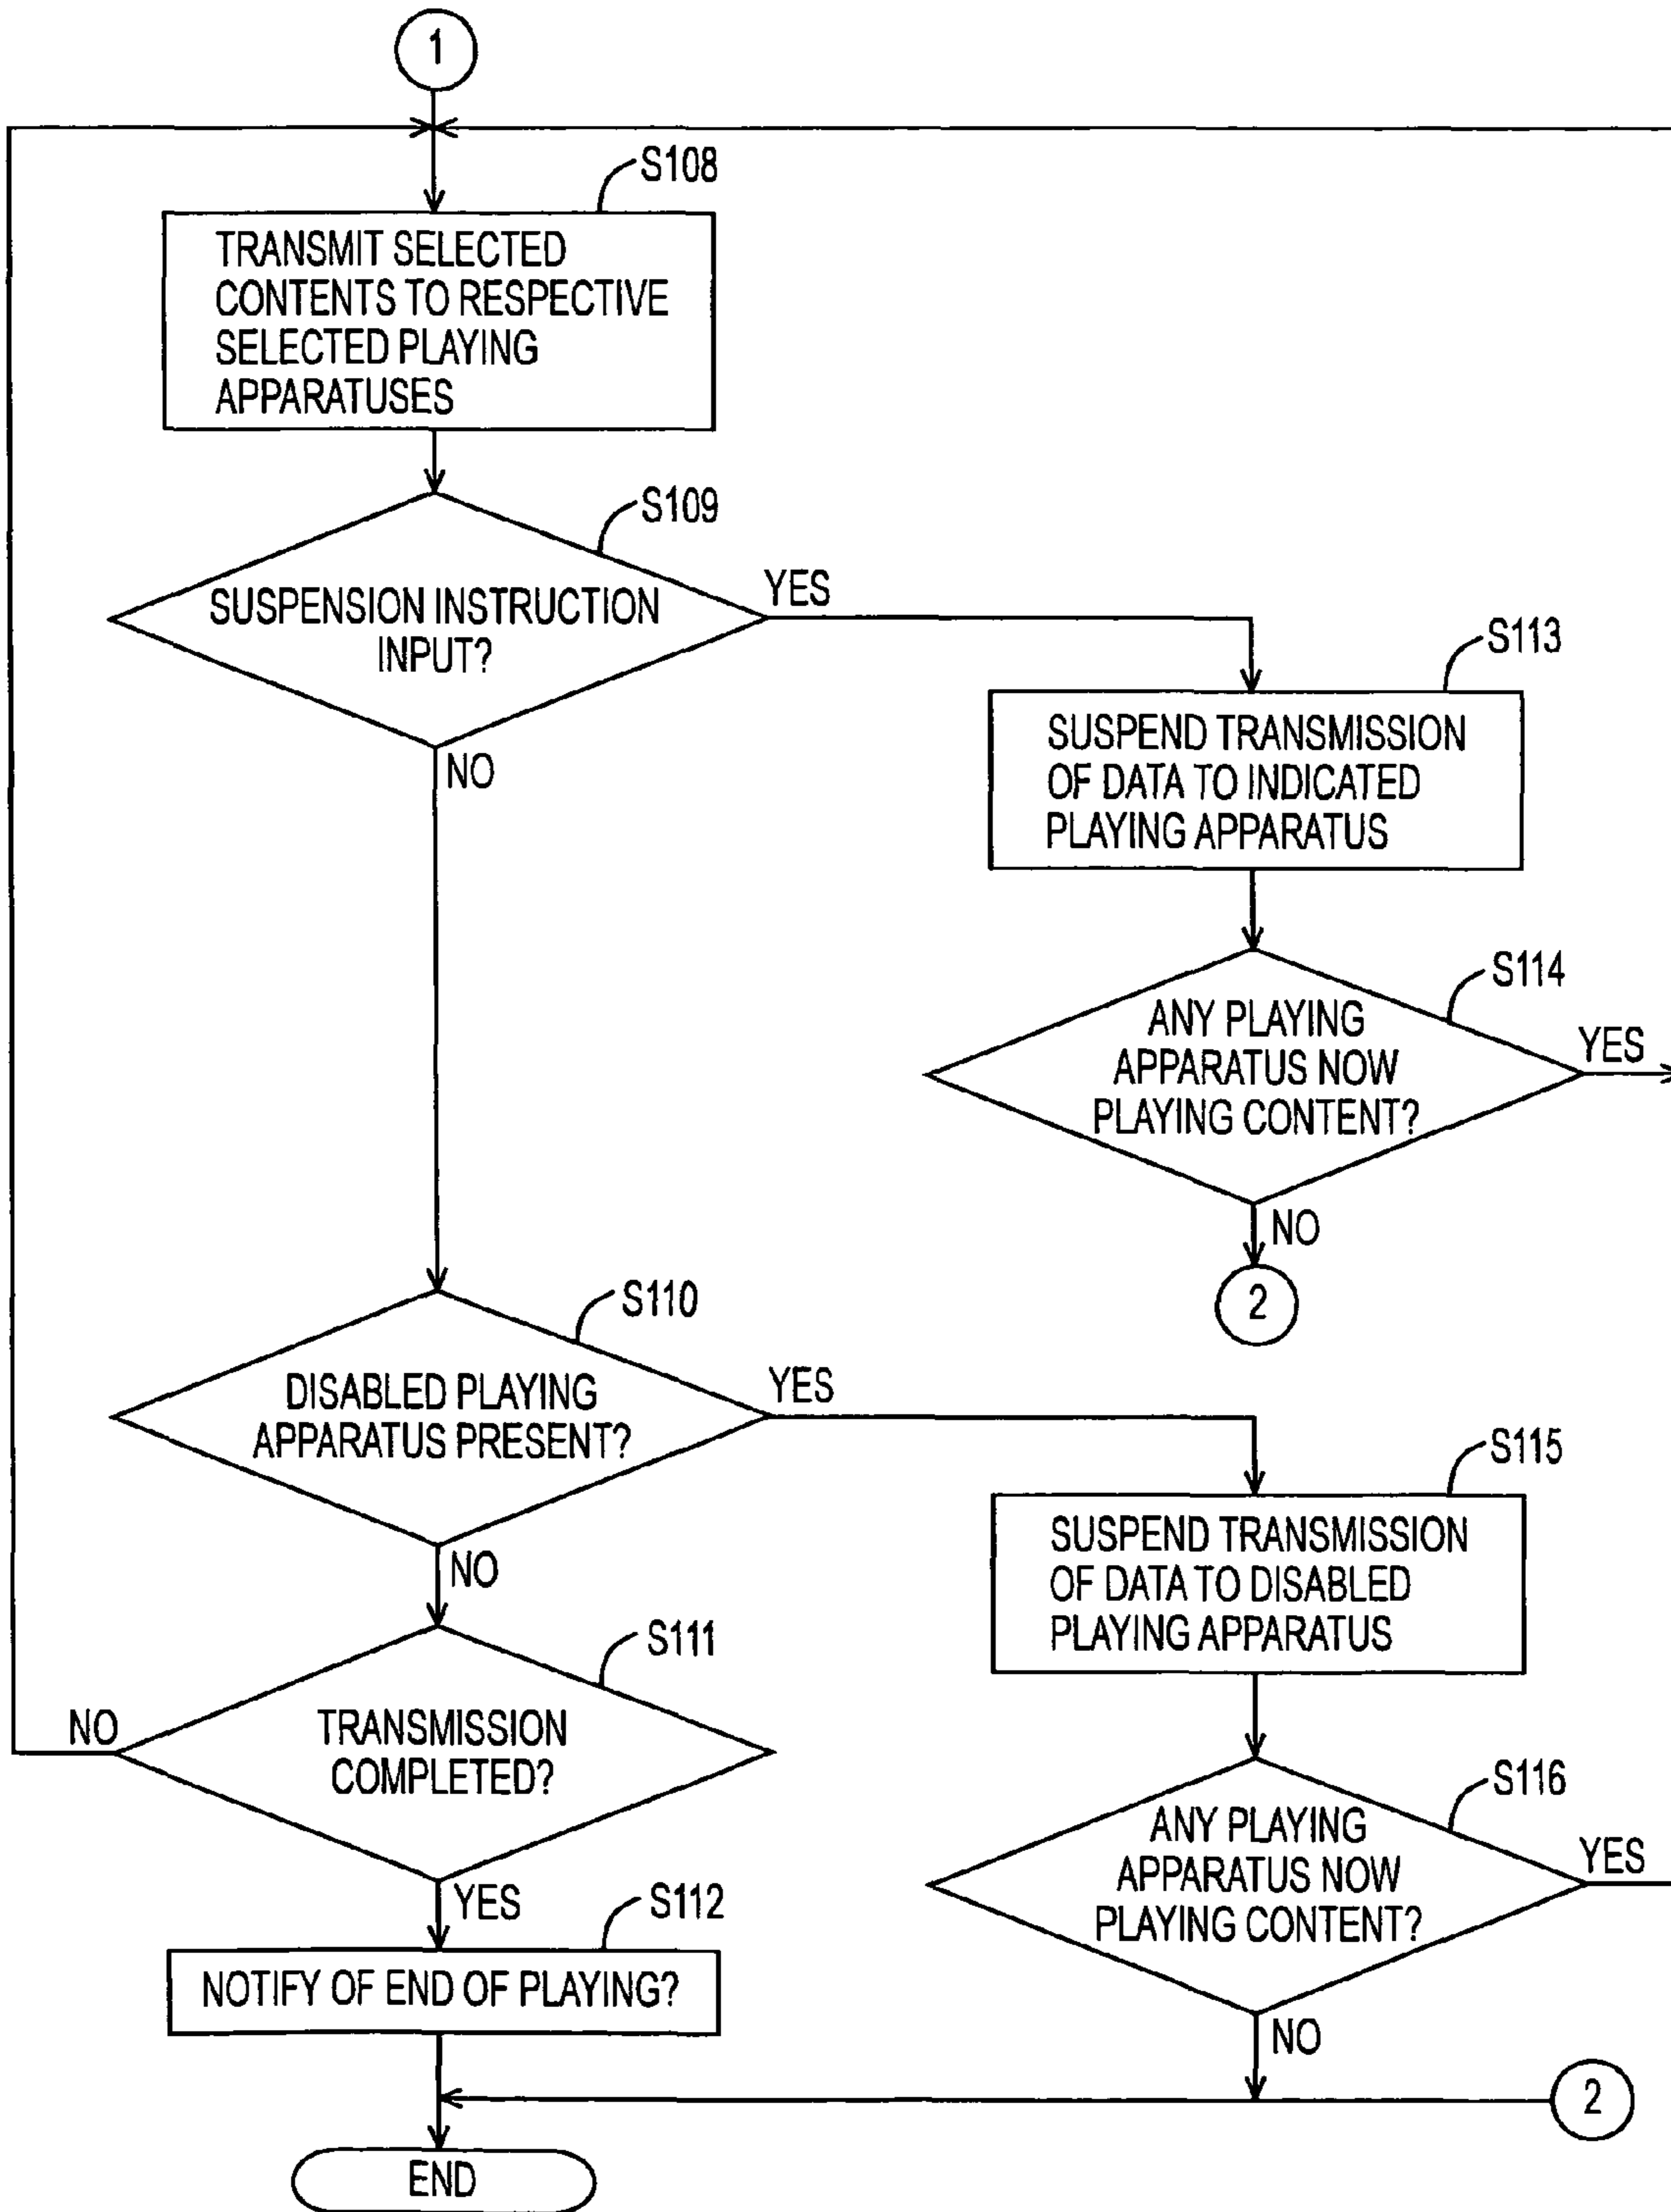 1
S108
TRANSMIT SELECTED
CONTENTS TO RESPECTIVE
SELECTED PLAYING
APPARATUSES
S109
SUSPENSION INSTRUCTION
INPUT?
YES
NO
S113
SUSPEND TRANSMISSION
OF DATA TO INDICATED
PLAYING APPARATUS
S114
ANY PLAYING
APPARATUS NOW
PLAYING CONTENT?
YES
NO
2
S110
DISABLED PLAYING
APPARATUS PRESENT?
YES
NO
S115
SUSPEND TRANSMISSION
OF DATA TO DISABLED
PLAYING APPARATUS
S111
TRANSMISSION
COMPLETED?
NO
YES
S116
ANY PLAYING
APPARATUS NOW
PLAYING CONTENT?
YES
NO
S112
NOTIFY OF END OF PLAYING?
2
END